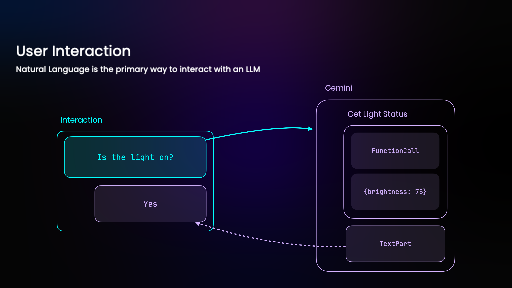 User Interaction
Natural Language is the primary way to interact with an LLM
Interaction
Is the light on?
Yes
Gemini
Get Light Status
FunctionCall
{brightness: 75}
TextPart